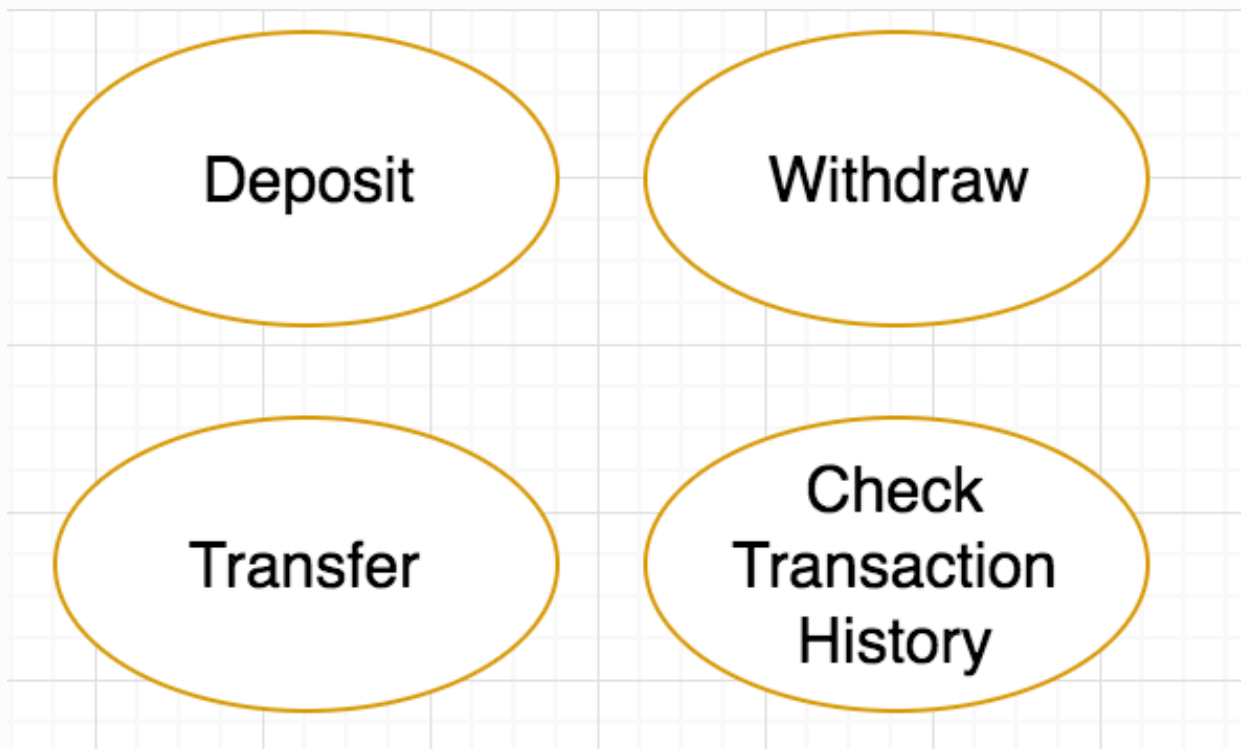 Deposit
Withdraw
Transfer
Check
Transaction
History